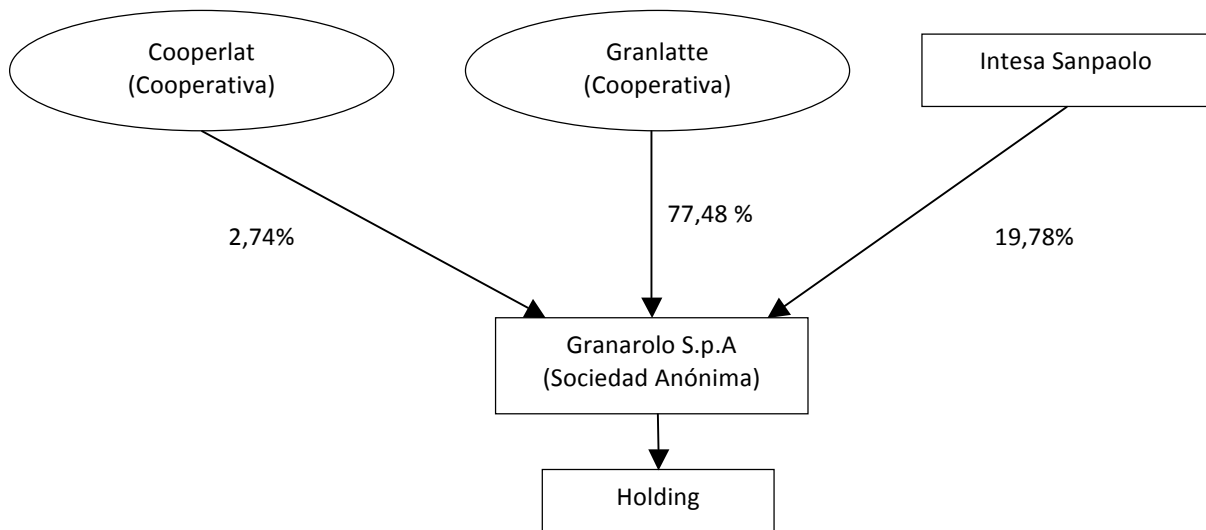 Cooperlat
(Cooperativa)
Granlatte
(Cooperativa)
Intesa Sanpaolo
2,74%
77,48 %
19,78%
Granarolo S.p.A
(Sociedad Anónima)
Holding